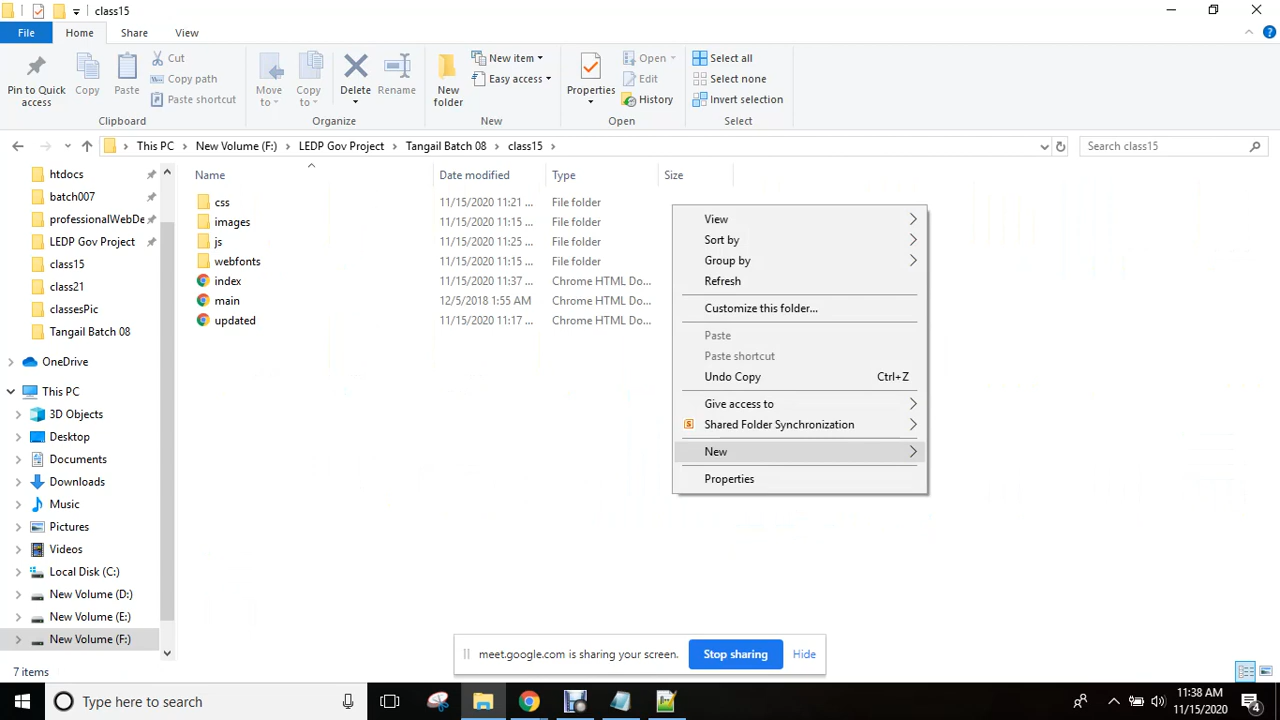 class15
File Home Share View
Pin to Quick access
Copy
Paste
Cut
Copy path
Paste shortcut
Clipboard
Move to
Copy to
Delete
Rename
Organize
New folder
New item
Easy access
New
Properties
Open
Edit
History
Open
Select all
Select none
Invert selection
Select
This PC New Volume (F:) LEDP Gov Project Tangail Batch 08 class15
Search class15
htdocs
batch007
professionalWebDe
LEDP Gov Project
class15
class21
classesPic
Tangail Batch 08
OneDrive
This PC
3D Objects
Desktop
Documents
Downloads
Music
Pictures
Videos
Local Disk (C:)
New Volume (D:)
New Volume (E:)
New Volume (F:)
Name Date modified Type Size
css 11/15/2020 11:21 ... File folder
images 11/15/2020 11:15 ... File folder
js 11/15/2020 11:25 ... File folder
webfonts 11/15/2020 11:15 ... File folder
index 11/15/2020 11:37 ... Chrome HTML Do...
main 12/5/2018 1:55 AM Chrome HTML Do...
updated 11/15/2020 11:17 ... Chrome HTML Do...
View
Sort by
Group by
Refresh
Customize this folder...
Paste
Paste shortcut
Undo Copy Ctrl+Z
Give access to
Shared Folder Synchronization
New
Properties
meet.google.com is sharing your screen. Stop sharing Hide
7 items
Type here to search
11:38 AM
11/15/2020
4